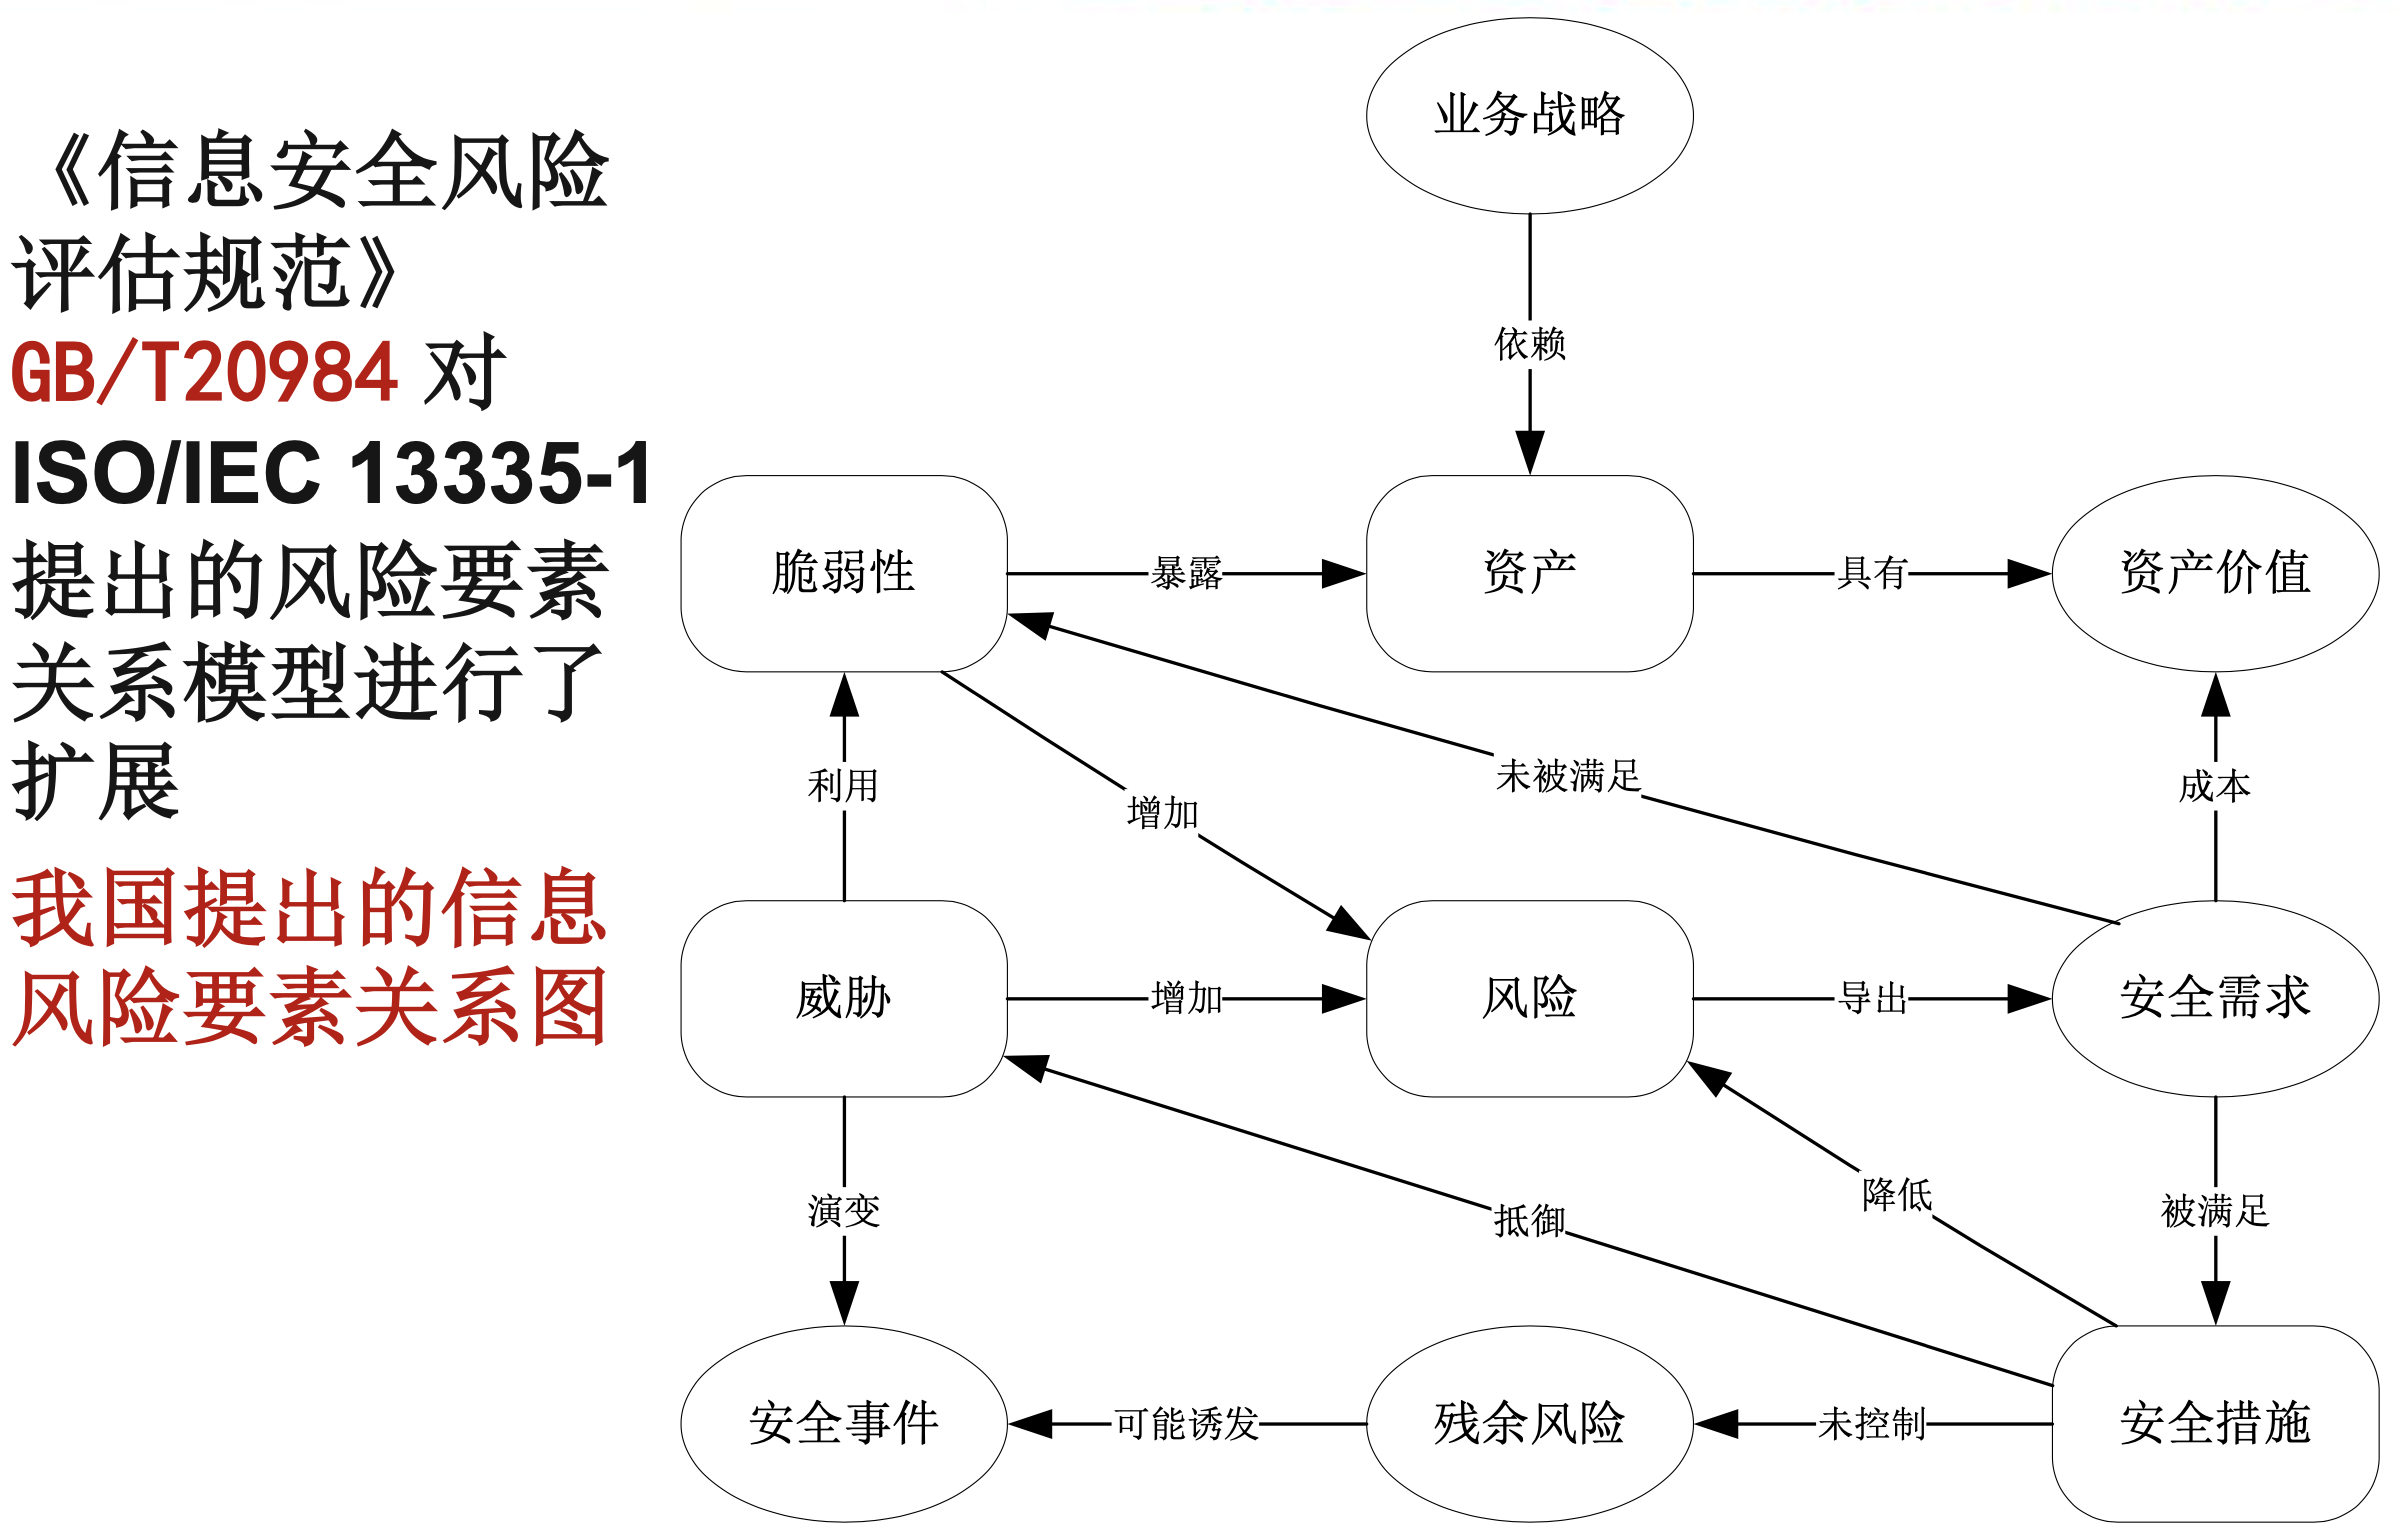 《信息安全风险
评估规范》
GB/T20984 对
ISO/IEC 13335-1
提出的风险要素
关系模型进行了
扩展
我国提出的信息
风险要素关系图
业务战略
依赖
脆弱性
暴露
资产
具有
资产价值
利用
增加
未被满足
成本
威胁
增加
风险
导出
安全需求
演变
抵御
降低
被满足
安全事件
可能诱发
残余风险
未控制
安全措施